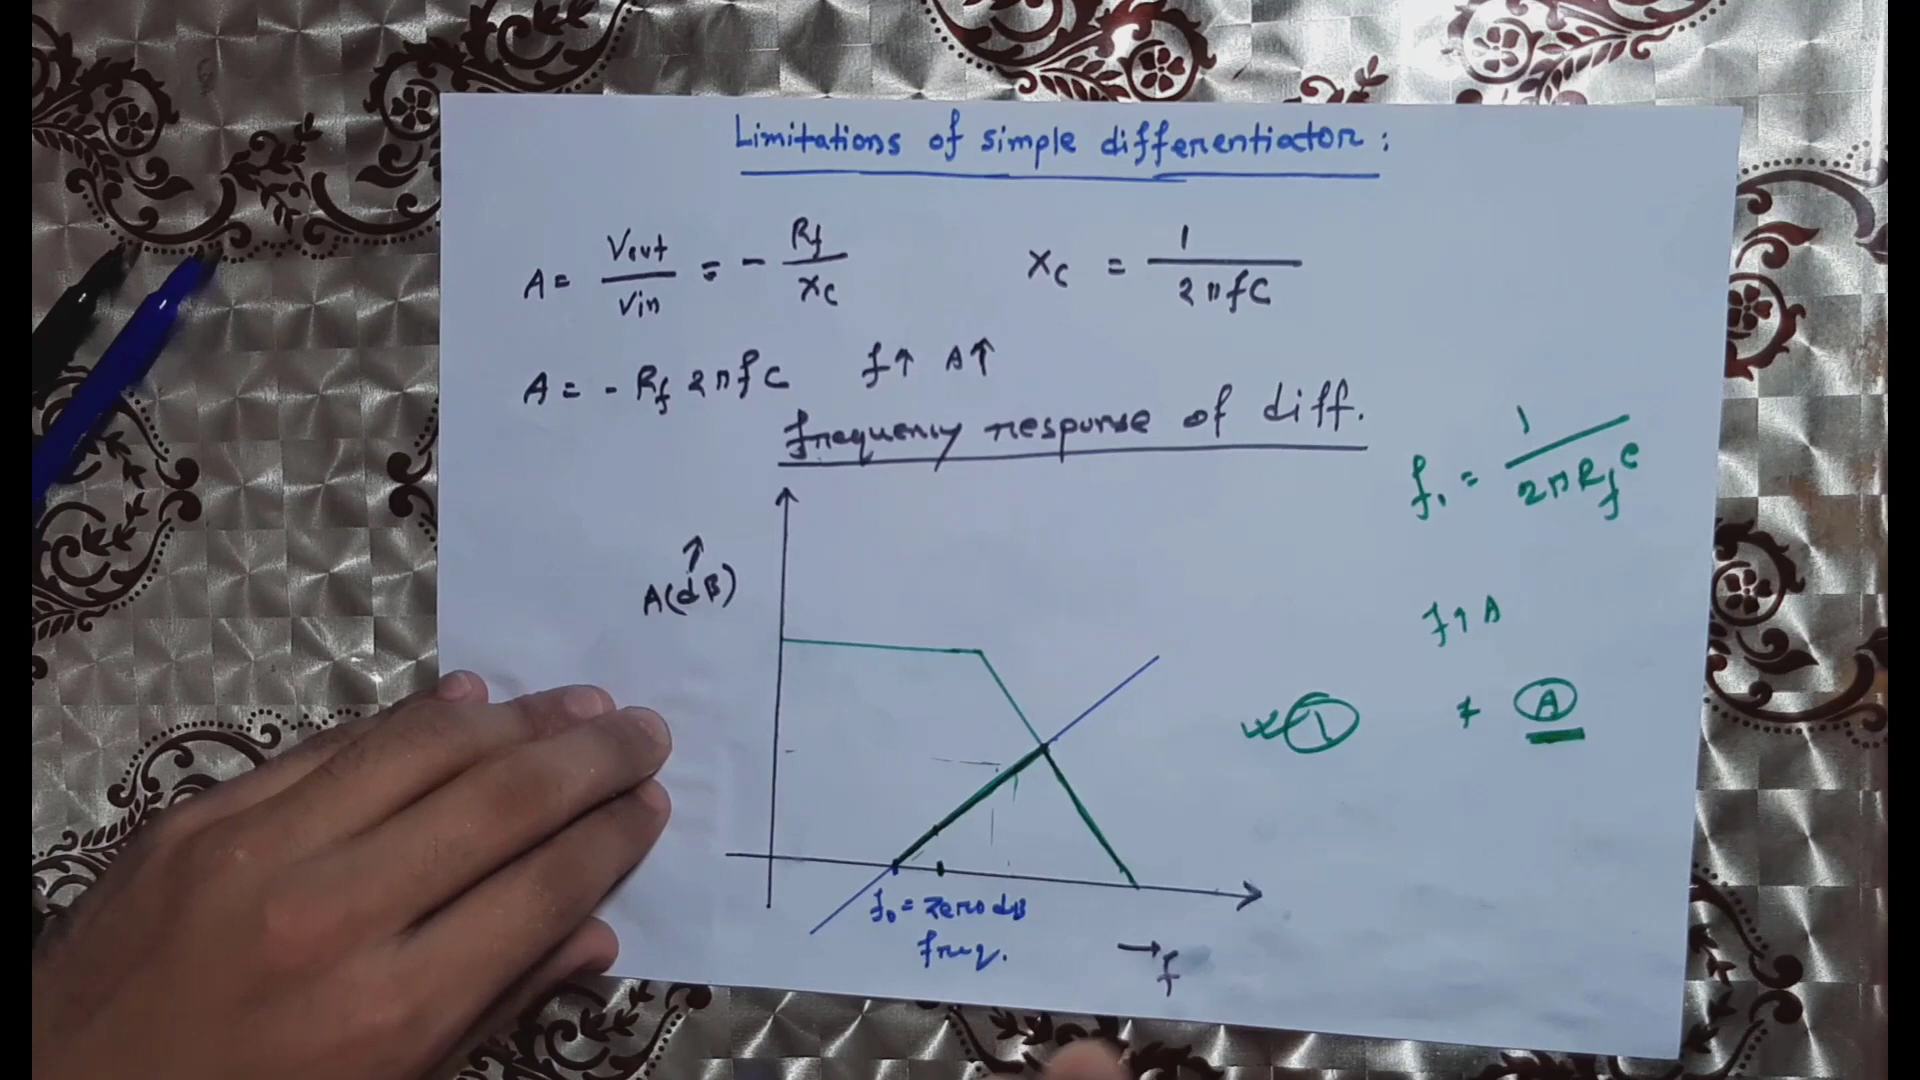 Limitations of simple differentiator :
A = Vout / Vin = - Rf / Xc
Xc = 1 / 2πfC
A = - Rf 2πfC f↑ A↑
frequency response of diff.
f₁ = 1 / 2πRfC
A(dB)
f↑ A
A
f₀ = zero dB
freq.
→f